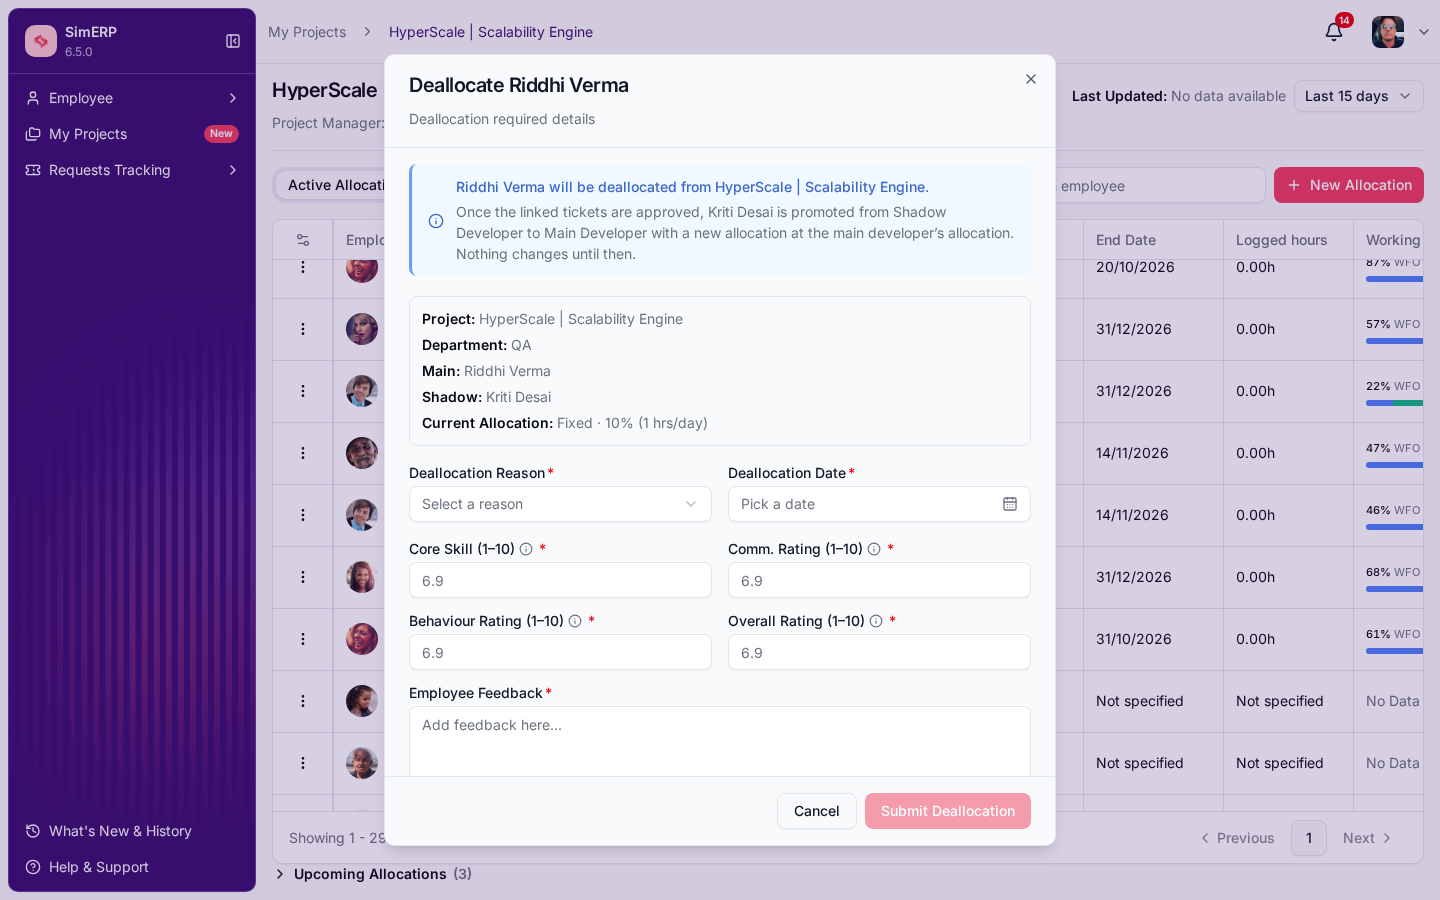 SimERP
6.5.0
Employee
My Projects
New
Requests Tracking
What's New & History
Help & Support
My Projects
HyperScale | Scalability Engine
14
HyperScale
Project Manager:
Last Updated: No data available
Last 15 days
Active Allocati
employee
New Allocation
Emplo
End Date
Logged hours
Working
20/10/2026
0.00h
87% WFO
31/12/2026
0.00h
57% WFO
31/12/2026
0.00h
22% WFO
14/11/2026
0.00h
47% WFO
14/11/2026
0.00h
46% WFO
31/12/2026
0.00h
68% WFO
31/10/2026
0.00h
61% WFO
Not specified
Not specified
No Data
Not specified
Not specified
No Data
Showing 1 - 29
Previous
1
Next
Upcoming Allocations (3)
Deallocate Riddhi Verma
Deallocation required details
Riddhi Verma will be deallocated from HyperScale | Scalability Engine.
Once the linked tickets are approved, Kriti Desai is promoted from Shadow
Developer to Main Developer with a new allocation at the main developer’s allocation.
Nothing changes until then.
Project: HyperScale | Scalability Engine
Department: QA
Main: Riddhi Verma
Shadow: Kriti Desai
Current Allocation: Fixed · 10% (1 hrs/day)
Deallocation Reason*
Select a reason
Deallocation Date*
Pick a date
Core Skill (1–10) *
6.9
Comm. Rating (1–10) *
6.9
Behaviour Rating (1–10) *
6.9
Overall Rating (1–10) *
6.9
Employee Feedback*
Add feedback here...
Cancel
Submit Deallocation